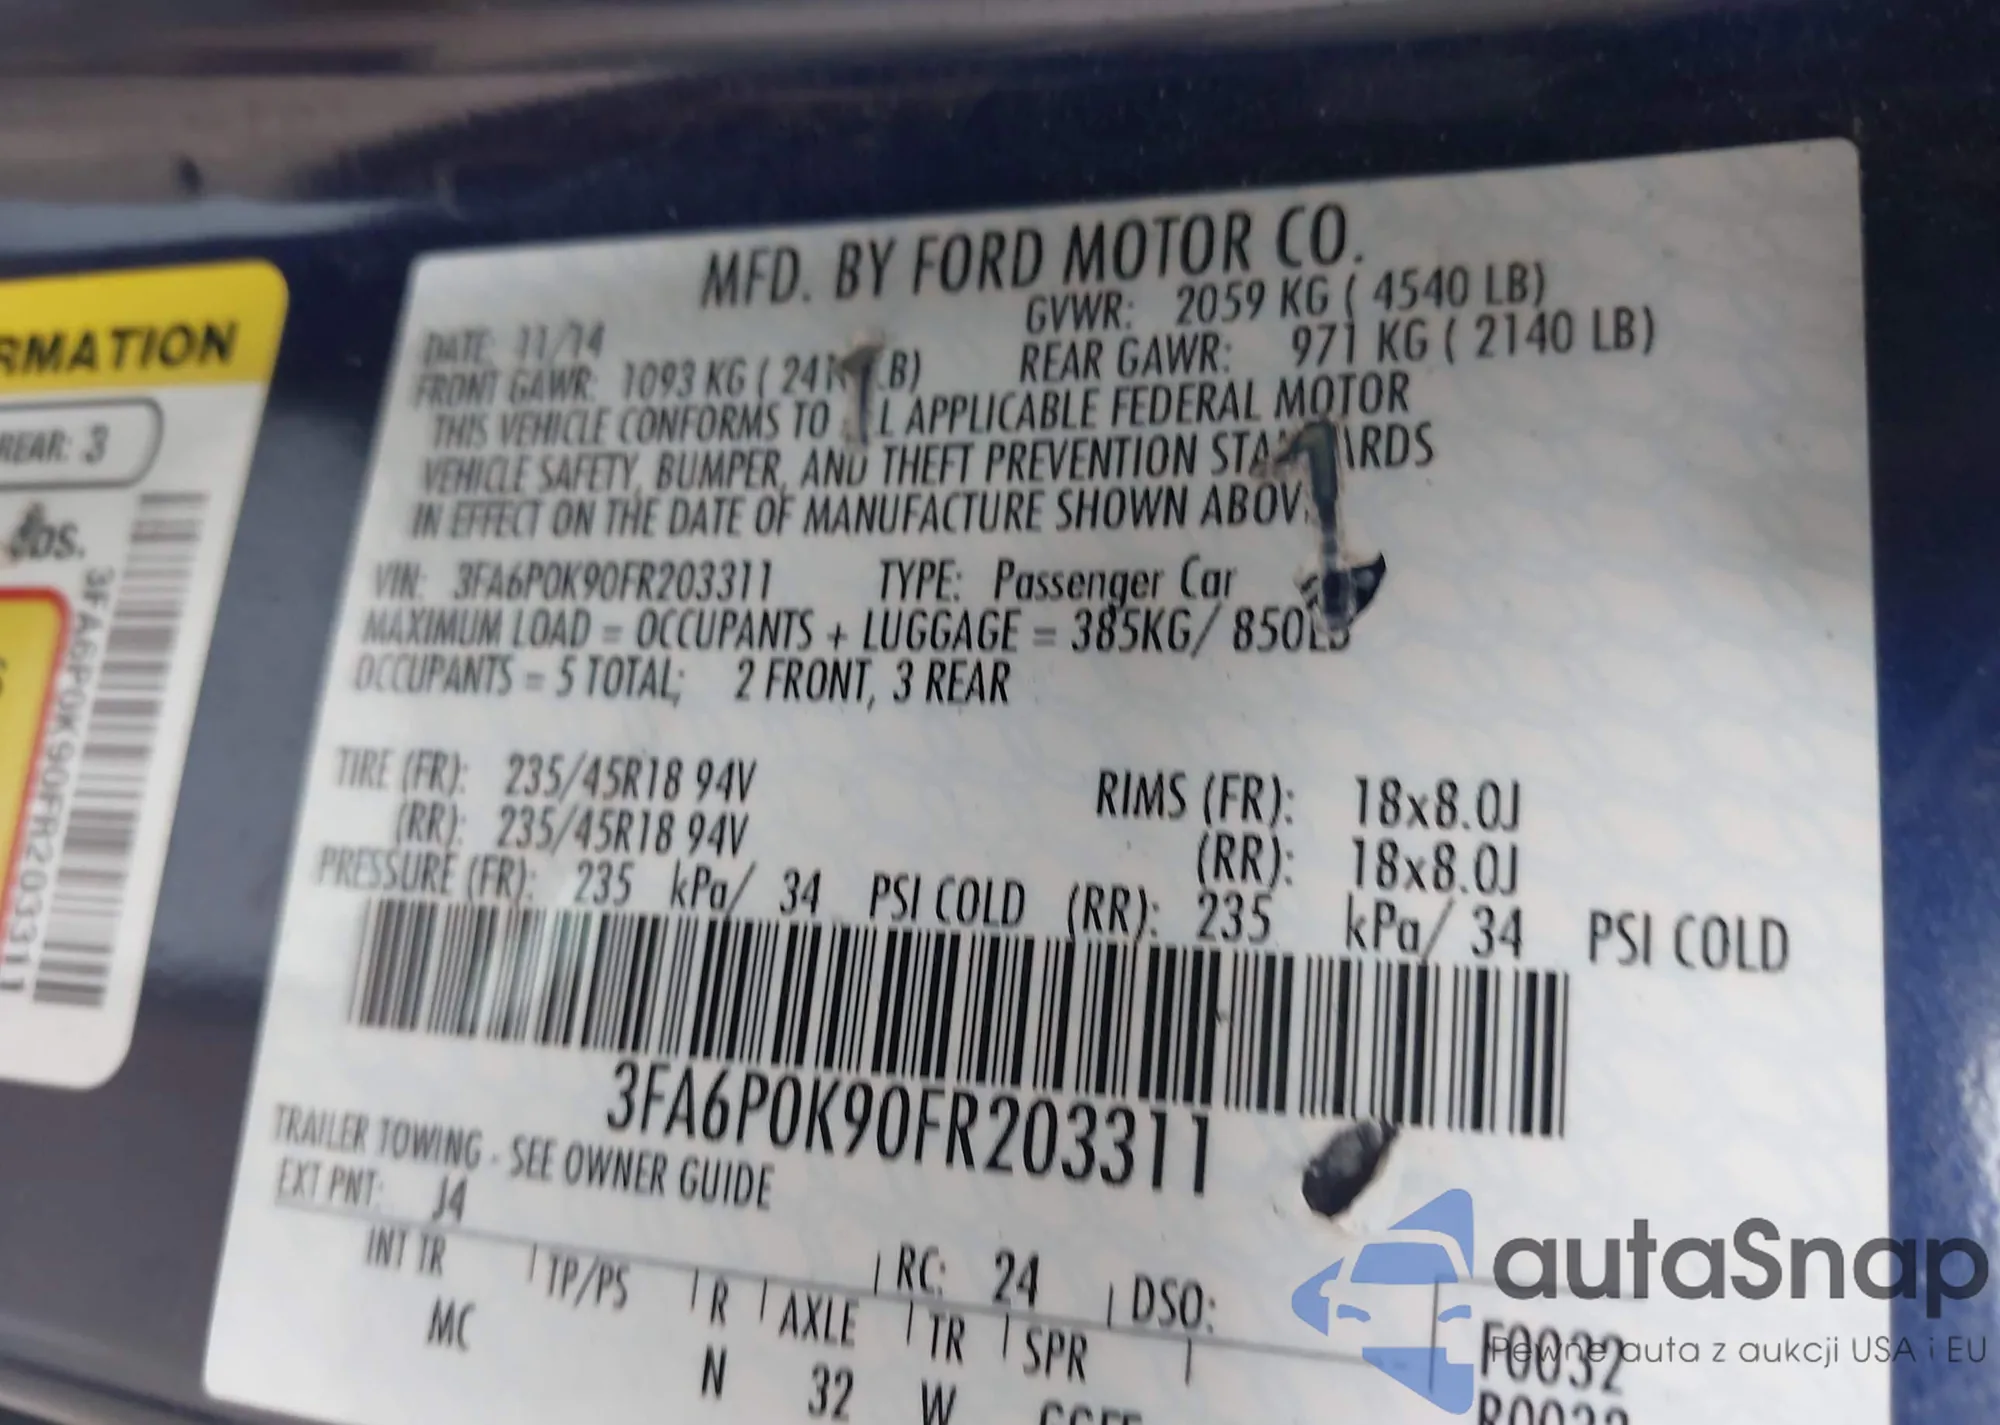 RMATION
REAR: 3
3FA6P0K90FR203311
MFD. BY FORD MOTOR CO.
DATE: 11/14 GVWR: 2059 KG ( 4540 LB)
FRONT GAWR: 1093 KG ( REAR GAWR: 971 KG ( 2140 LB)
THIS VEHICLE CONFORMS TO APPLICABLE FEDERAL MOTOR
VEHICLE SAFETY, BUMPER, AND THEFT PREVENTION
IN EFFECT ON THE DATE OF MANUFACTURE SHOWN
VIN: 3FA6P0K90FR203311 TYPE: Passenger Car
MAXIMUM LOAD = OCCUPANTS + LUGGAGE = 385KG/ 850LB
OCCUPANTS = 5 TOTAL; 2 FRONT, 3 REAR
TIRE (FR): 235/45R18 94V RIMS (FR): 18x8.0J
(RR): 235/45R18 94V (RR): 18x8.0J
PRESSURE (FR): 235 kPa/ 34 PSI COLD (RR): 235 kPa/ 34 PSI COLD
3FA6P0K90FR203311
TRAILER TOWING - SEE OWNER GUIDE
EXT PNT: J4 RC: 24 DSO:
INT TR TP/PS R AXLE TR SPR
MC N 32 W
F0032
autaSnap
Pewne auta z aukcji USA i EU